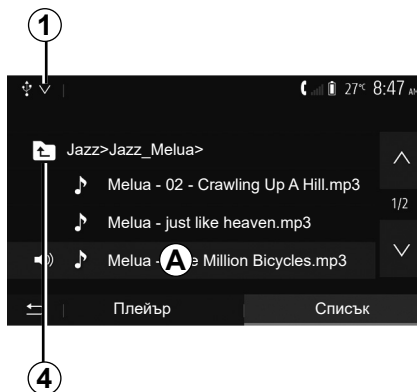 1
27°C 8:47 AM
Jazz>Jazz_Melua>
Melua - 02 - Crawling Up A Hill.mp3
Melua - just like heaven.mp3
1/2
Melua - A e Million Bicycles.mp3
Плейър Списък
4